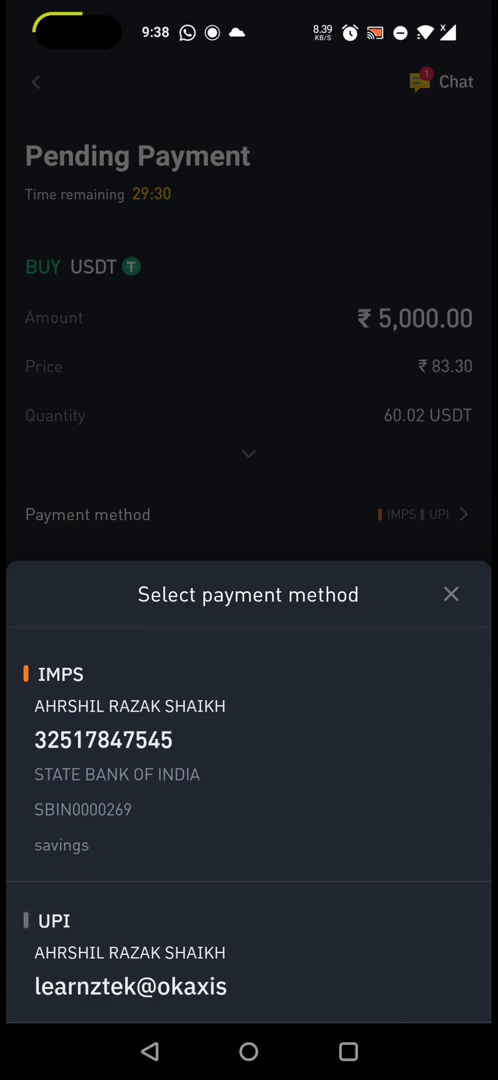 9:38
8.39
KB/S
X
1
Chat
Pending Payment
Time remaining 29:30
BUY USDT T
Amount ₹ 5,000.00
Price ₹ 83.30
Quantity 60.02 USDT
Payment method IMPS UPI
Select payment method
IMPS
AHRSHIL RAZAK SHAIKH
32517847545
STATE BANK OF INDIA
SBIN0000269
savings
UPI
AHRSHIL RAZAK SHAIKH
learnztek@okaxis